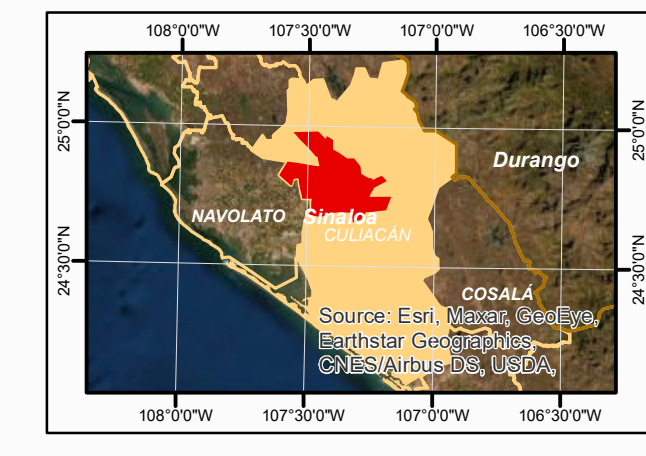 108°0'0"W 107°30'0"W 107°0'0"W 106°30'0"W
25°0'0"N
25°0'0"N
Durango
NAVOLATO
Sinaloa
CULIACÁN
24°30'0"N
24°30'0"N
COSALÁ
Source: Esri, Maxar, GeoEye,
Earthstar Geographics,
CNES/Airbus DS, USDA,
108°0'0"W 107°30'0"W 107°0'0"W 106°30'0"W